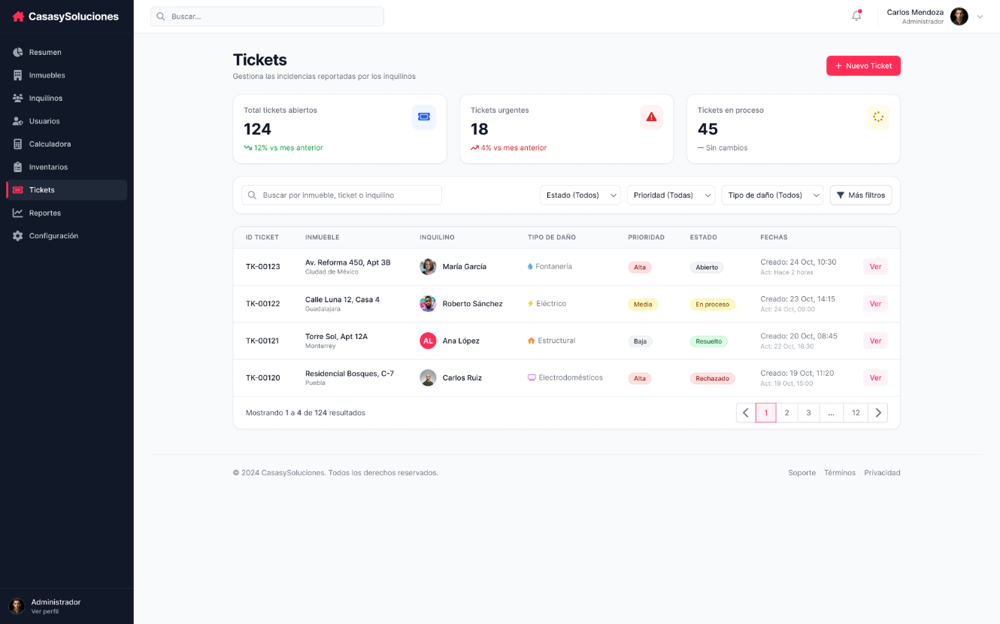 CasasySoluciones
Buscar...
Carlos Mendoza
Administrador
Resumen
Inmuebles
Inquilinos
Usuarios
Calculadora
Inventarios
Tickets
Reportes
Configuración
Administrador
Ver perfil
Tickets
Gestiona las incidencias reportadas por los inquilinos
Nuevo Ticket
Total tickets abiertos
124
12% vs mes anterior
Tickets urgentes
18
4% vs mes anterior
Tickets en proceso
45
Sin cambios
Buscar por inmueble, ticket o inquilino
Estado (Todos)
Prioridad (Todas)
Tipo de daño (Todos)
Más filtros
ID TICKET INMUEBLE INQUILINO TIPO DE DAÑO PRIORIDAD ESTADO FECHAS
TK-00123 Av. Reforma 450, Apt 3B María García Fontanería Alta Abierto Creado: 24 Oct, 10:30 Ver
Ciudad de México Act: Hace 2 horas
TK-00122 Calle Luna 12, Casa 4 Roberto Sánchez Eléctrico Media En proceso Creado: 23 Oct, 14:15 Ver
Guadalajara Act: 24 Oct, 09:00
TK-00121 Torre Sol, Apt 12A AL Ana López Estructural Baja Resuelto Creado: 20 Oct, 08:45 Ver
Monterrey Act: 22 Oct, 16:30
TK-00120 Residencial Bosques, C-7 Carlos Ruiz Electrodomésticos Alta Rechazado Creado: 19 Oct, 11:20 Ver
Puebla Act: 19 Oct, 15:00
Mostrando 1 a 4 de 124 resultados
1 2 3 ... 12
© 2024 CasasySoluciones. Todos los derechos reservados.
Soporte Términos Privacidad